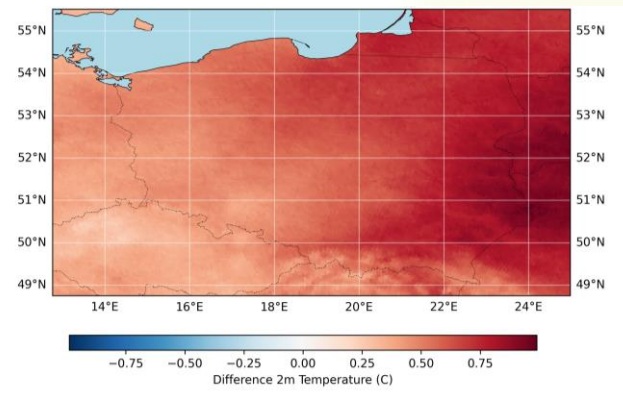 55°N 55°N
54°N 54°N
53°N 53°N
52°N 52°N
51°N 51°N
50°N 50°N
49°N 49°N
14°E 16°E 18°E 20°E 22°E 24°E
−0.75 −0.50 −0.25 0.00 0.25 0.50 0.75
Difference 2m Temperature (C)